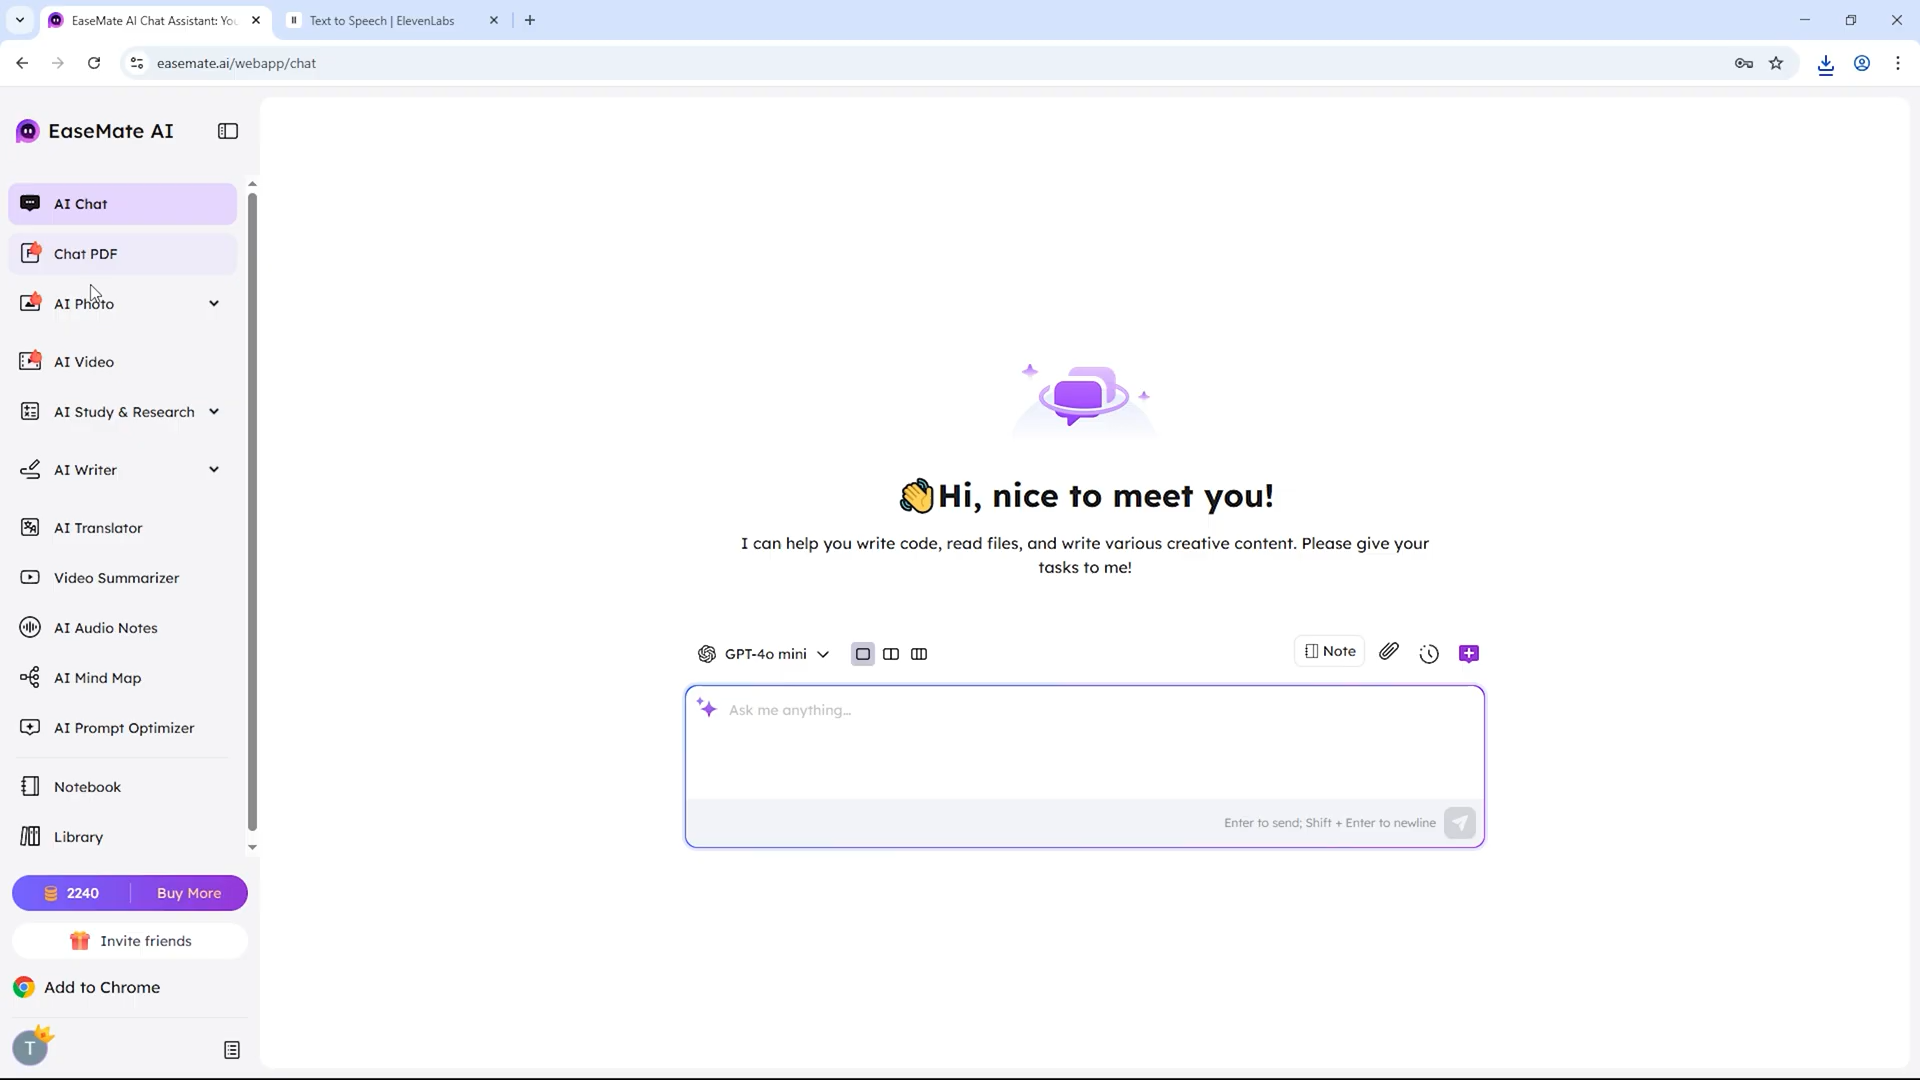 EaseMate AI Chat Assistant: You
Text to Speech | ElevenLabs
easemate.ai/webapp/chat
EaseMate AI
AI Chat
Chat PDF
AI Photo
AI Video
AI Study & Research
AI Writer
AI Translator
Video Summarizer
AI Audio Notes
AI Mind Map
AI Prompt Optimizer
Notebook
Library
2240 Buy More
Invite friends
Add to Chrome
T
👋Hi, nice to meet you!
I can help you write code, read files, and write various creative content. Please give your
tasks to me!
GPT-4o mini
Note
Ask me anything...
Enter to send; Shift + Enter to newline